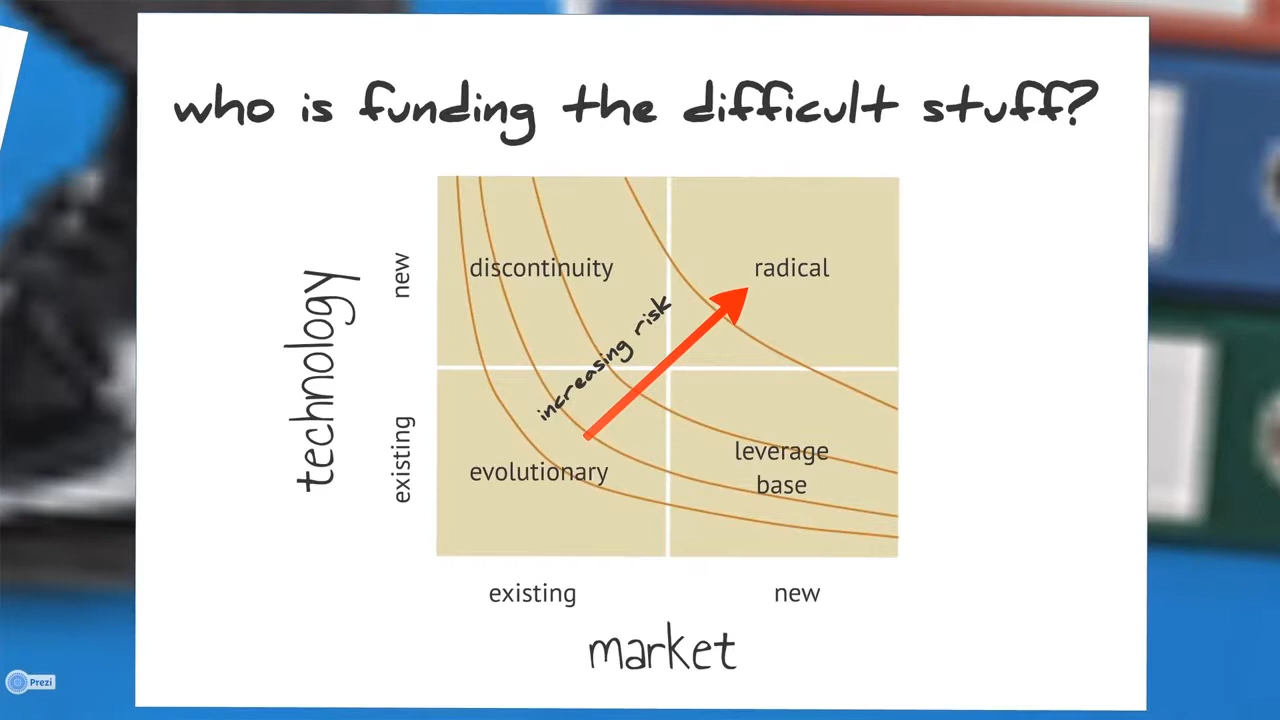 who is funding the difficult stuff?
technology
new
existing
discontinuity
radical
increasing risk
evolutionary
leverage
base
existing
new
market
Prezi